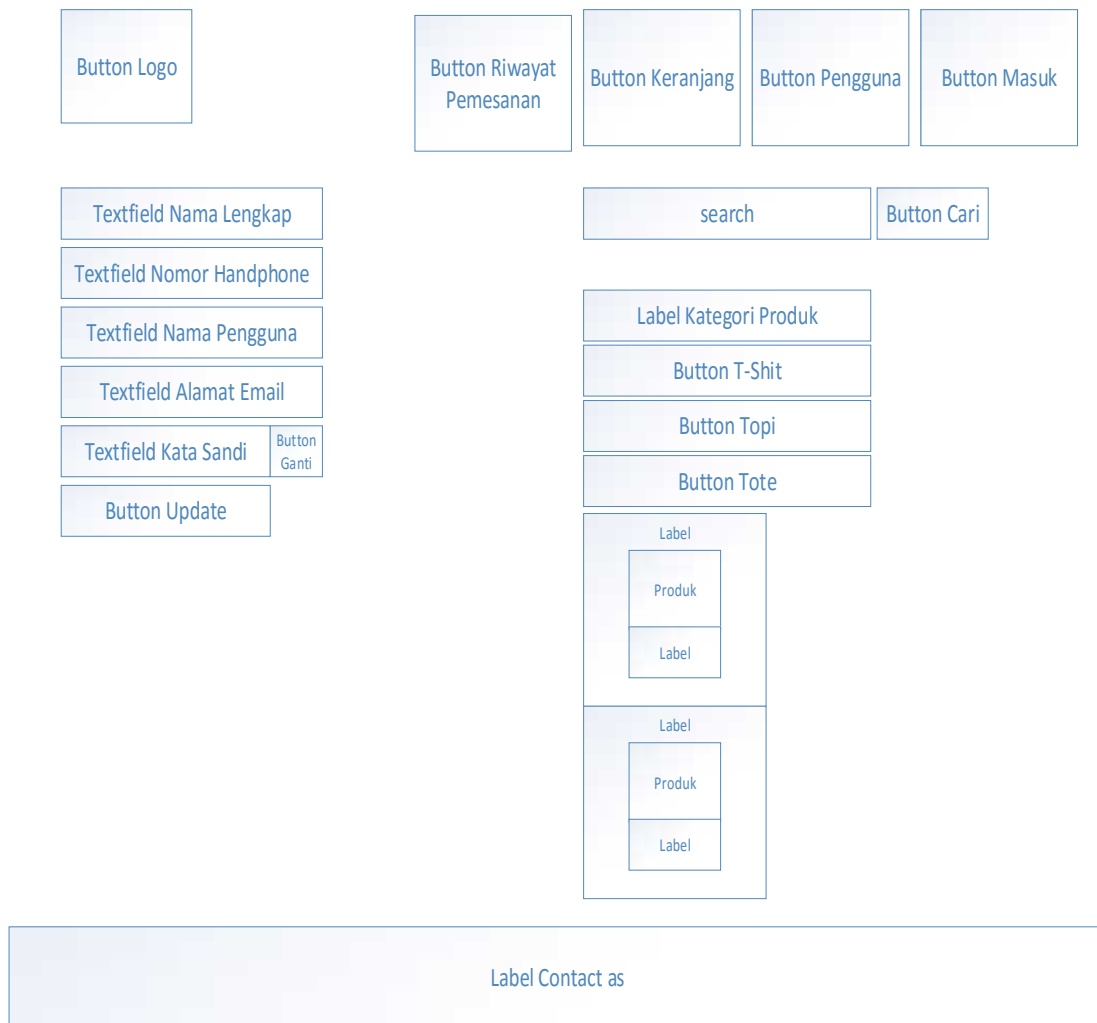 Button Logo
Button Riwayat
Pemesanan
Button Keranjang
Button Pengguna
Button Masuk
Textfield Nama Lengkap
Textfield Nomor Handphone
Textfield Nama Pengguna
Textfield Alamat Email
Textfield Kata Sandi
Button
Ganti
Button Update
search
Button Cari
Label Kategori Produk
Button T-Shit
Button Topi
Button Tote
Label
Produk
Label
Label
Produk
Label
Label Contact as